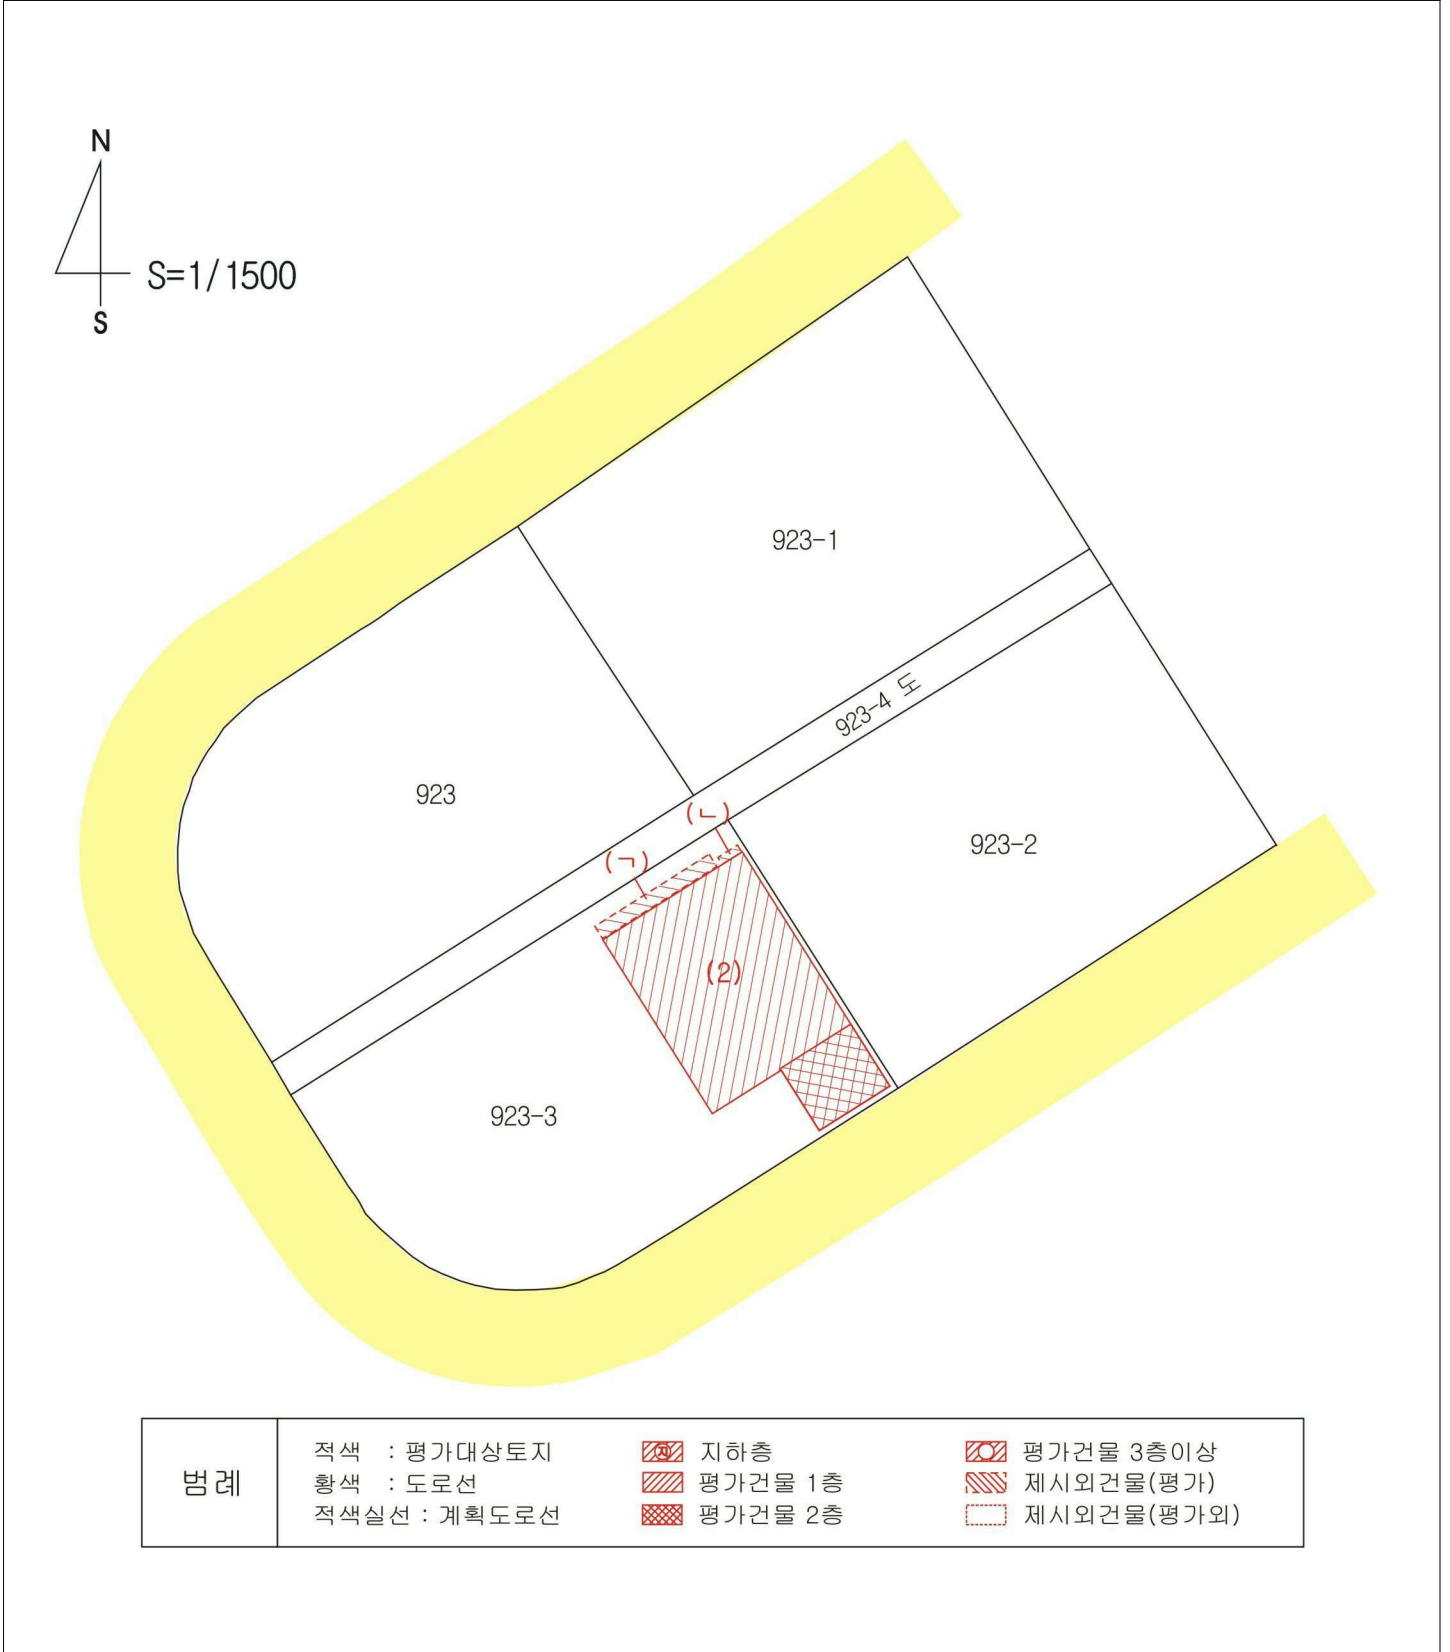 N
S=1/1500
S
923-1
923-4 도
923
(ㄴ)
923-2
(ㄱ)
(2)
923-3
범례
적색 : 평가대상토지
황색 : 도로선
적색실선 : 계획도로선
지 지하층
평가건물 1층
평가건물 2층
평가건물 3층이상
제시외건물(평가)
제시외건물(평가외)